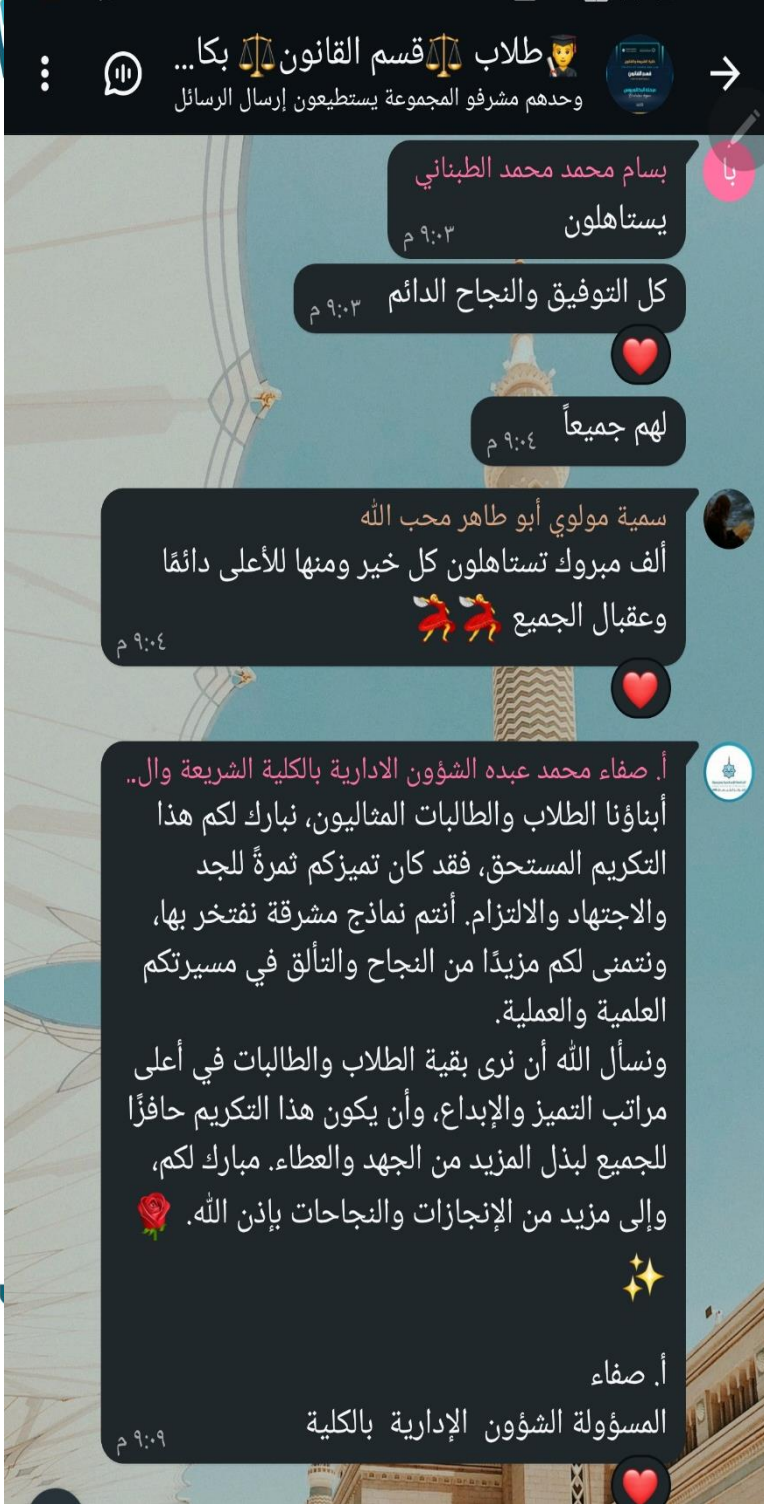 👨‍🎓طلاب ⚖️قسم القانون⚖️ بكا...
وحدهم مشرفو المجموعة يستطيعون إرسال الرسائل
با
بسام محمد محمد الطبناني
يستاهلون
٩:٠٣ م
كل التوفيق والنجاح الدائم ٩:٠٣ م
❤️
لهم جميعاً ٩:٠٤ م
سمية مولوي أبو طاهر محب الله
ألف مبروك تستاهلون كل خير ومنها للأعلى دائمًا
وعقبال الجميع 💃💃
٩:٠٤ م
❤️
أ. صفاء محمد عبده الشؤون الادارية بالكلية الشريعة وال..
أبناؤنا الطلاب والطالبات المثاليون، نبارك لكم هذا
التكريم المستحق، فقد كان تميزكم ثمرةً للجد
والاجتهاد والالتزام. أنتم نماذج مشرقة نفتخر بها،
ونتمنى لكم مزيدًا من النجاح والتألق في مسيرتكم
العلمية والعملية.
ونسأل الله أن نرى بقية الطلاب والطالبات في أعلى
مراتب التميز والإبداع، وأن يكون هذا التكريم حافزًا
للجميع لبذل المزيد من الجهد والعطاء. مبارك لكم،
وإلى مزيد من الإنجازات والنجاحات بإذن الله. 🌹
✨
أ. صفاء
المسؤولة الشؤون الإدارية بالكلية
٩:٠٩ م
❤️